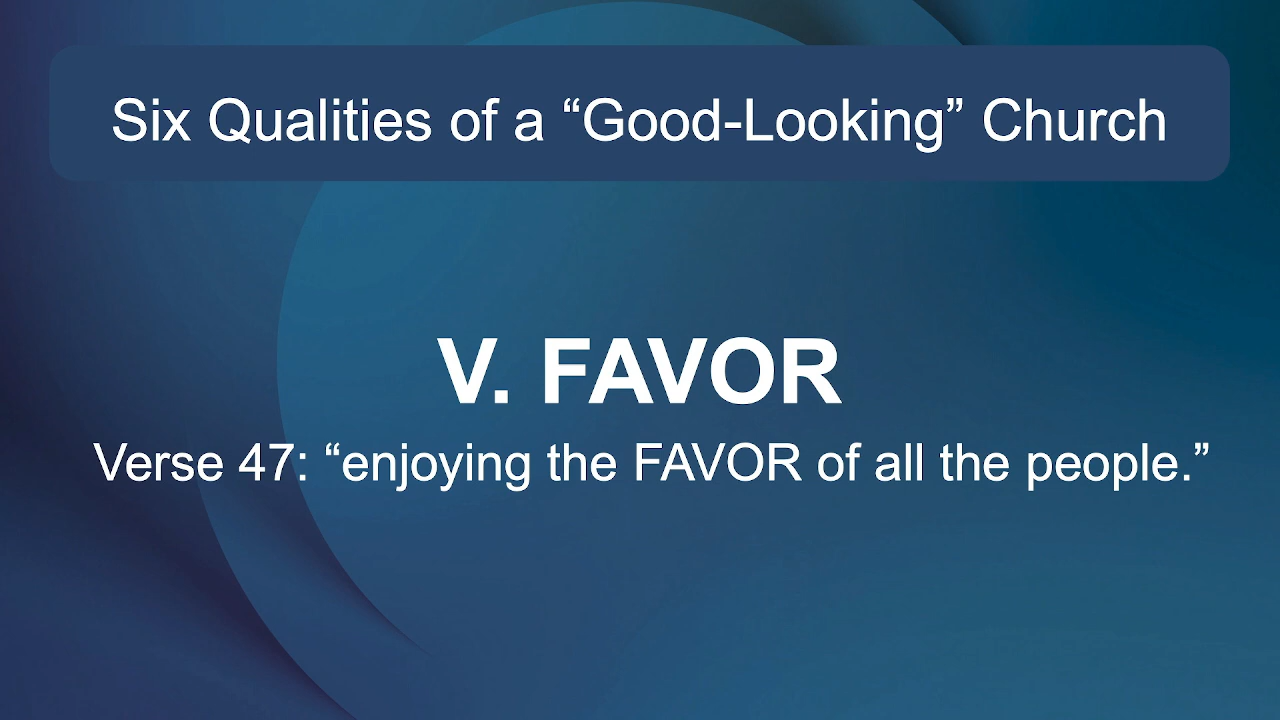 Six Qualities of a “Good-Looking” Church
V. FAVOR
Verse 47: “enjoying the FAVOR of all the people.”